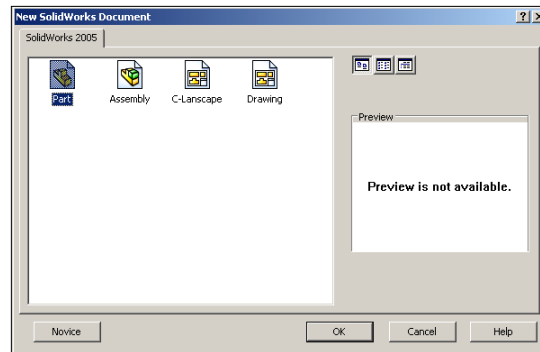 New SolidWorks Document
SolidWorks 2005
Part Assembly C-Lanscape Drawing
Preview
Preview is not available.
Novice OK Cancel Help